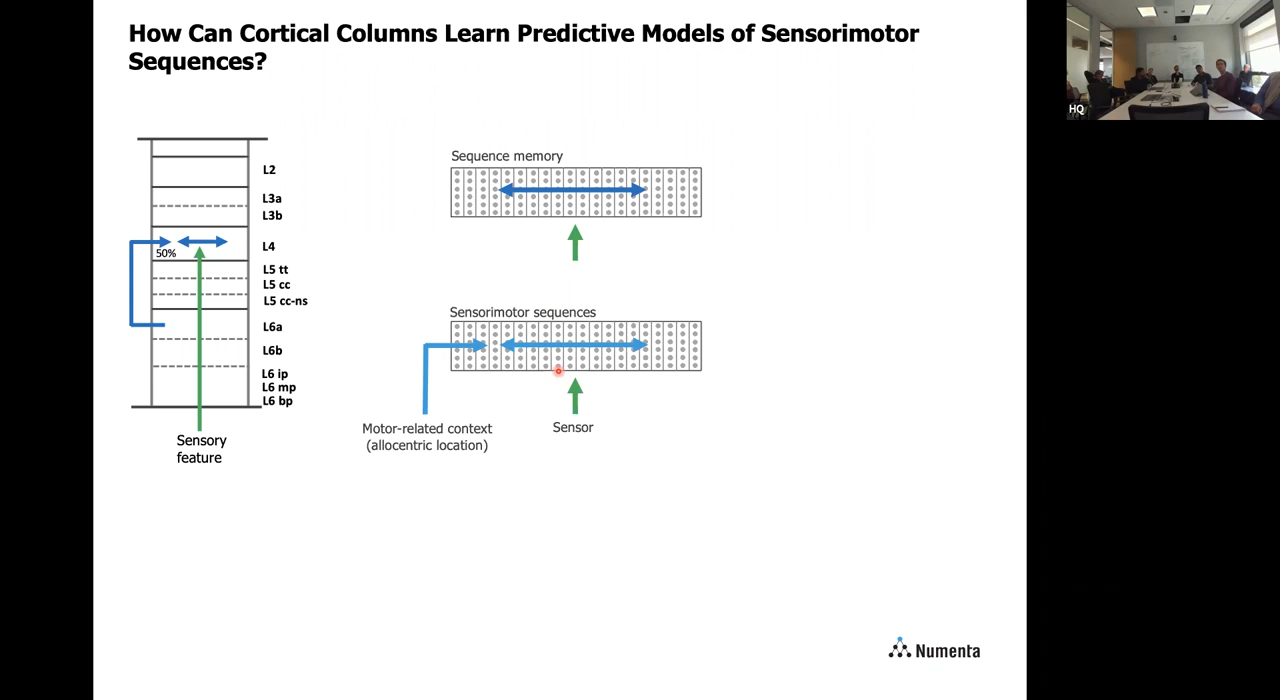 How Can Cortical Columns Learn Predictive Models of Sensorimotor
Sequences?
L2
L3a
L3b
L4
50%
L5 tt
L5 cc
L5 cc-ns
L6a
L6b
L6 ip
L6 mp
L6 bp
Sensory
feature
Sequence memory
Sensorimotor sequences
Motor-related context
(allocentric location)
Sensor
Numenta
HQ